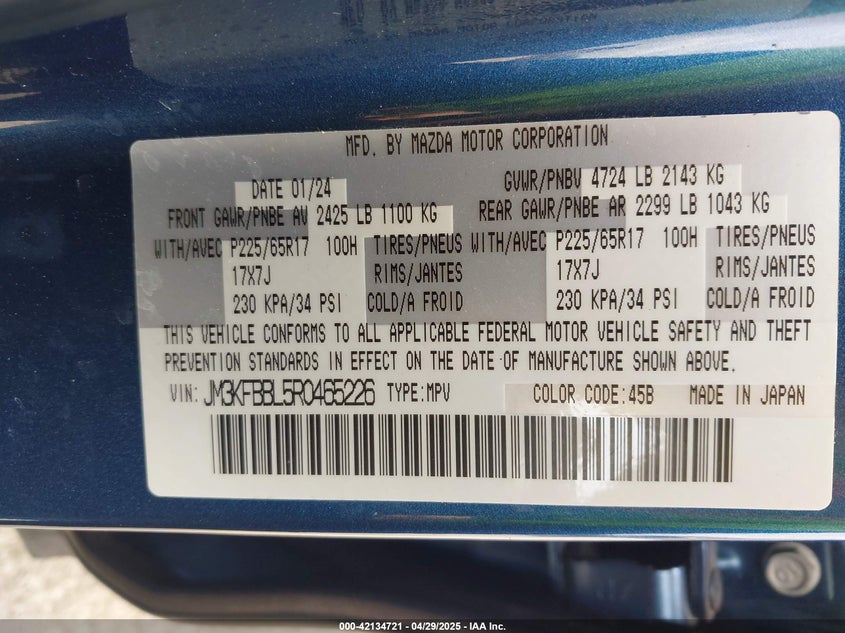 MFD. BY MAZDA MOTOR CORPORATION
DATE 01/24 GVWR/PNBV 4724 LB 2143 KG
FRONT GAWR/PNBE AV 2425 LB 1100 KG REAR GAWR/PNBE AR 2299 LB 1043 KG
WITH/AVEC P225/65R17 100H TIRES/PNEUS WITH/AVEC P225/65R17 100H TIRES/PNEUS
17X7J RIMS/JANTES 17X7J RIMS/JANTES
230 KPA/34 PSI COLD/A FROID 230 KPA/34 PSI COLD/A FROID
THIS VEHICLE CONFORMS TO ALL APPLICABLE FEDERAL MOTOR VEHICLE SAFETY AND THEFT
PREVENTION STANDARDS IN EFFECT ON THE DATE OF MANUFACTURE SHOWN ABOVE.
VIN: JM3KFBBL5R0465226 TYPE:MPV COLOR CODE:45B MADE IN JAPAN
000-42134721 - 04/29/2025 - IAA Inc.